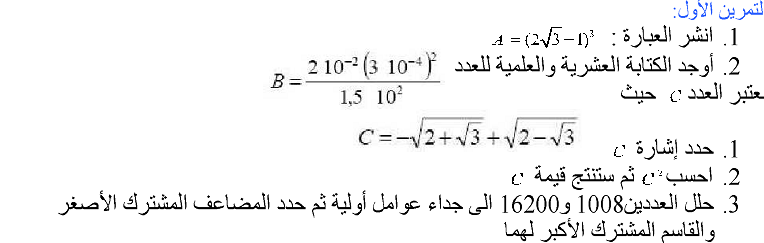 لتمرين الأول:
1. انشر العبارة : A = (2√3 − 1)³
2. أوجد الكتابة العشرية والعلمية للعدد B = (2 10⁻² (3 10⁻⁴)²) / (1,5 10²)
عتبر العدد C حيث
C = −√(2 + √3) + √(2 − √3)
1. حدد إشارة C
2. احسب C² ثم ستنتج قيمة C
3. حلل العددين1008 و16200 الى جداء عوامل أولية ثم حدد المضاعف المشترك الأصغر
والقاسم المشترك الأكبر لهما